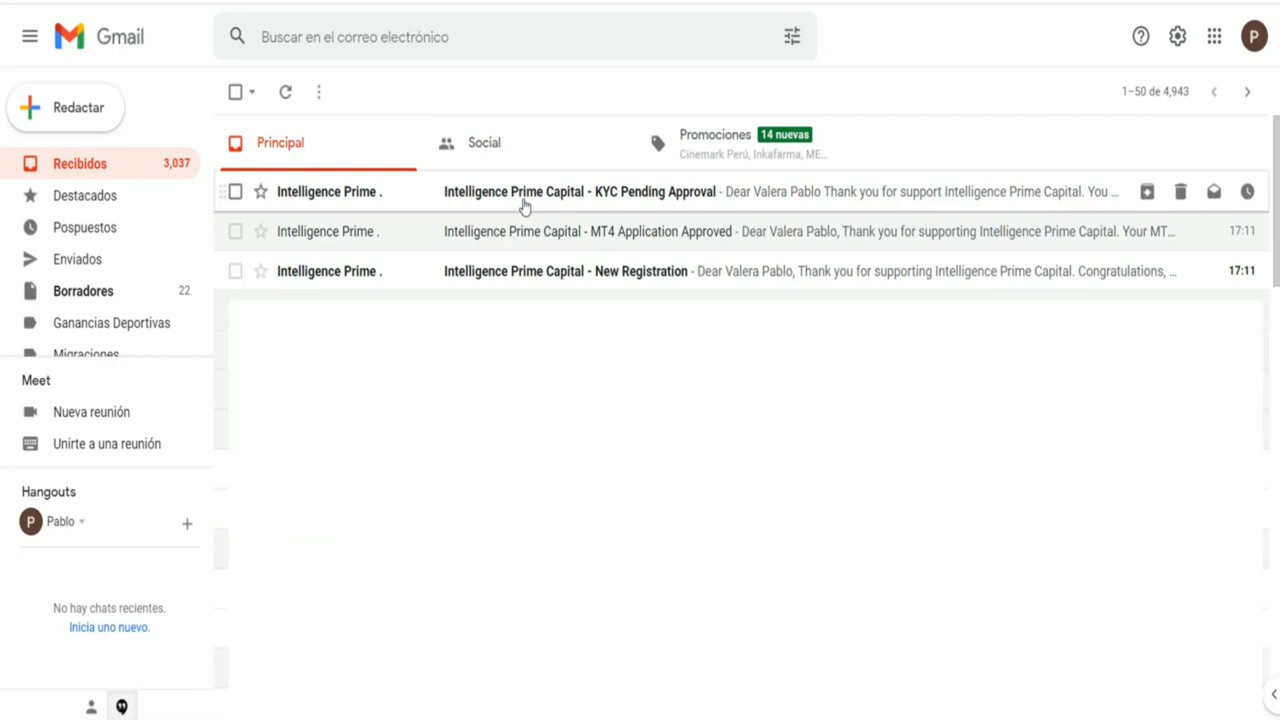 Gmail
Buscar en el correo electrónico
P
Redactar
1–50 de 4,943
Principal
Social
Promociones 14 nuevas
Cinemark Perú, Inkafarma, ME...
Recibidos 3,037
Destacados
Pospuestos
Enviados
Borradores 22
Ganancias Deportivas
Migraciones
Intelligence Prime . Intelligence Prime Capital - KYC Pending Approval - Dear Valera Pablo Thank you for support Intelligence Prime Capital. You ...
Intelligence Prime . Intelligence Prime Capital - MT4 Application Approved - Dear Valera Pablo, Thank you for supporting Intelligence Prime Capital. Your MT... 17:11
Intelligence Prime . Intelligence Prime Capital - New Registration - Dear Valera Pablo, Thank you for supporting Intelligence Prime Capital. Congratulations, ... 17:11
Meet
Nueva reunión
Unirte a una reunión
Hangouts
P Pablo
No hay chats recientes.
Inicia uno nuevo.